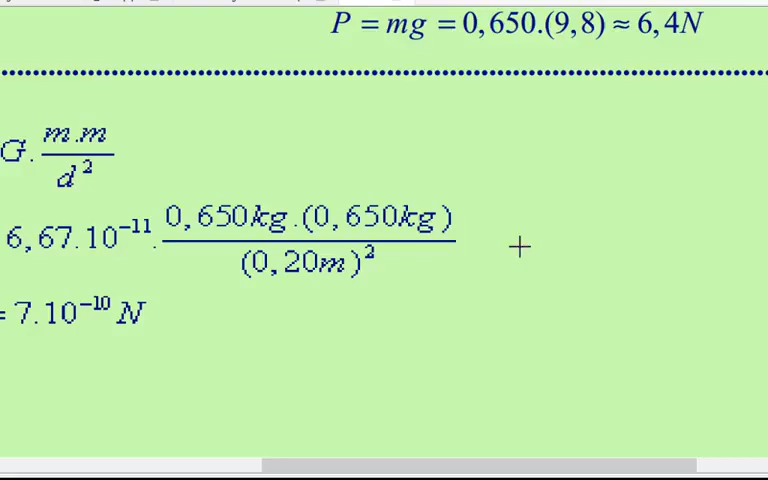 P = mg = 0,650.(9,8) ≈ 6,4N
G. m.m / d²
6,67.10⁻¹¹. 0,650kg.(0,650kg) / (0,20m)²
= 7.10⁻¹⁰ N